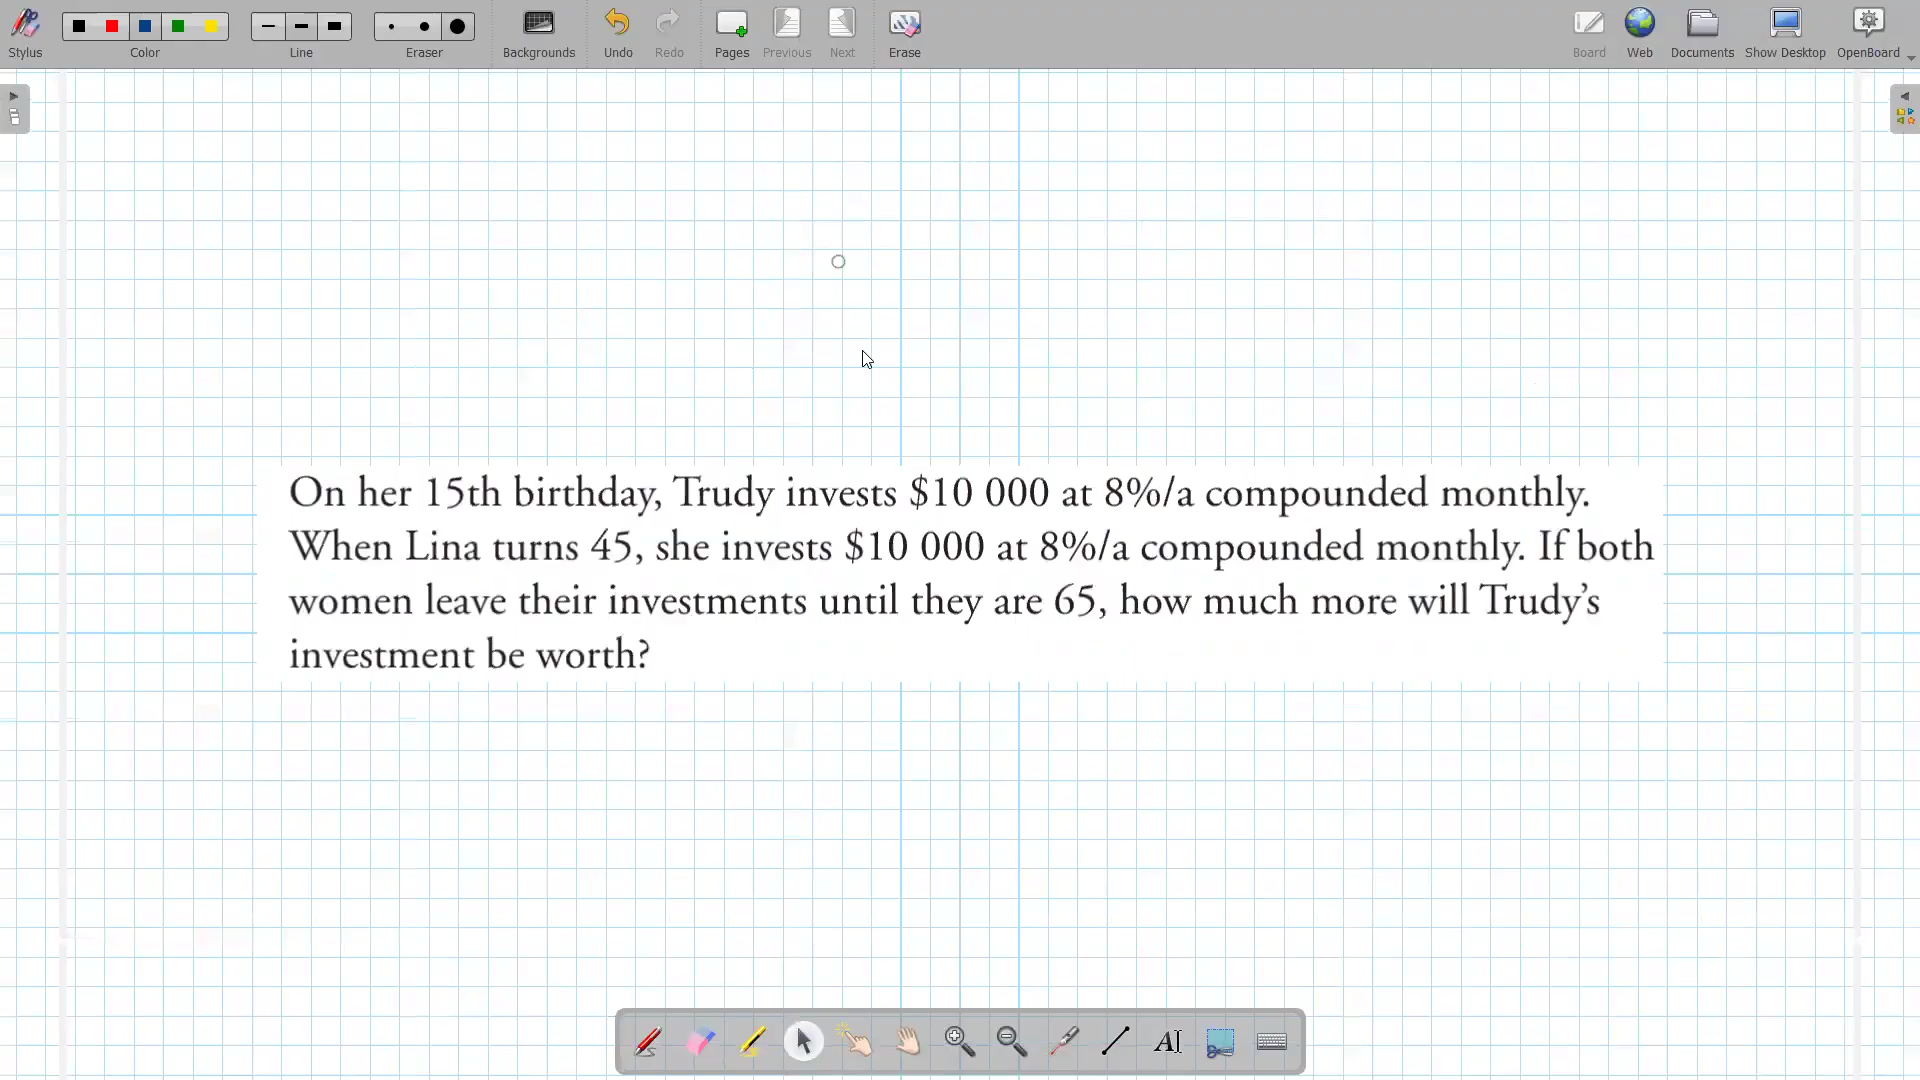 Stylus Color Line Eraser Backgrounds Undo Redo Pages Previous Next Erase Board Web Documents Show Desktop OpenBoard
On her 15th birthday, Trudy invests $10 000 at 8%/a compounded monthly.
When Lina turns 45, she invests $10 000 at 8%/a compounded monthly. If both
women leave their investments until they are 65, how much more will Trudy’s
investment be worth?